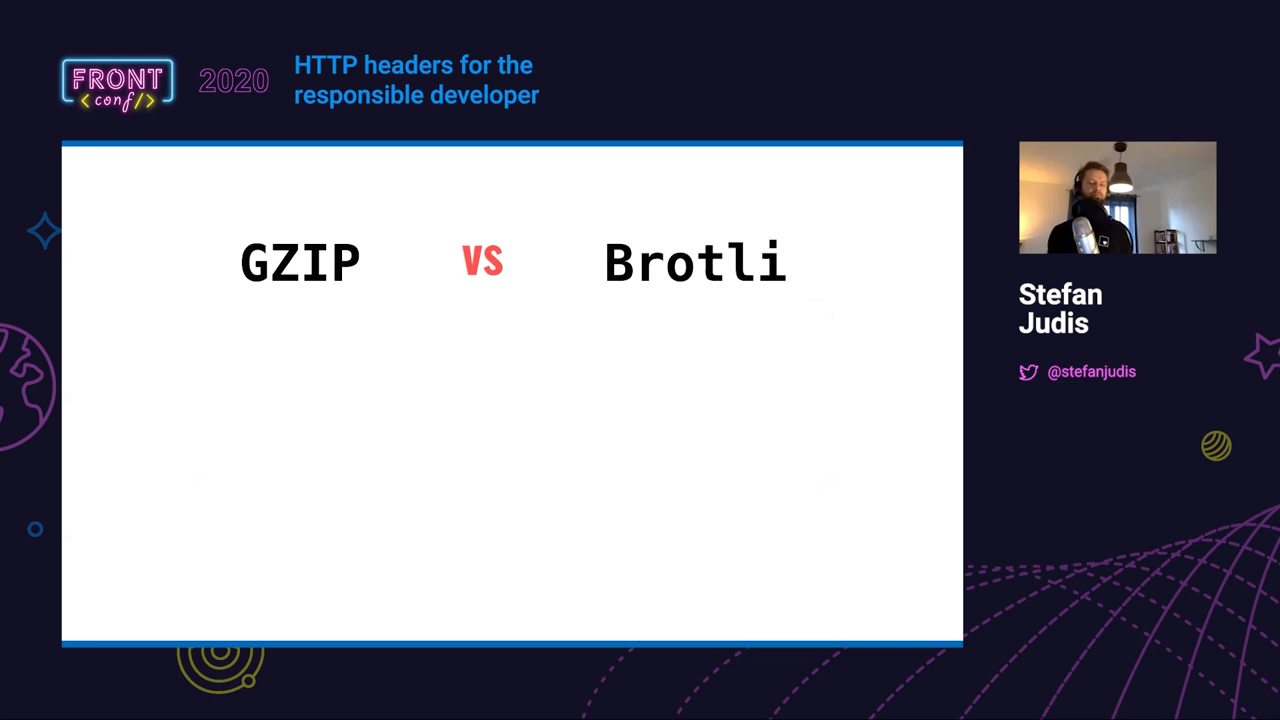 FRONT
<conf/>
2020
HTTP headers for the
responsible developer
GZIP VS Brotli
Stefan
Judis
@stefanjudis